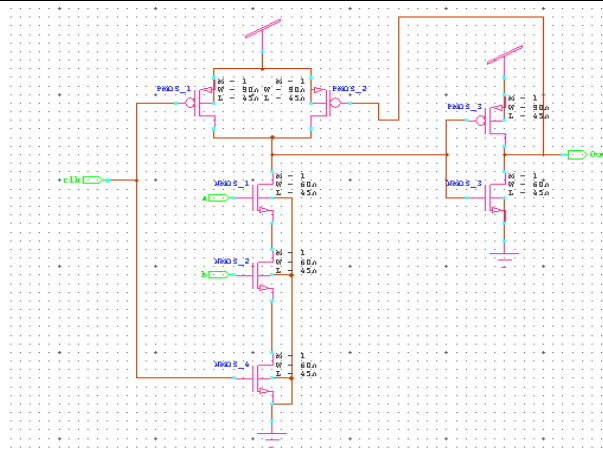 PMOS_1
M - 1
W - 90n
L - 45n
M - 1
W - 90n
L - 45n
PMOS_2
PMOS_3
M - 1
W - 90n
L - 45n
clk
Out
NMOS_1
M - 1
W - 60n
L - 45n
a
NMOS_3
M - 1
W - 60n
L - 45n
NMOS_2
M - 1
W - 60n
L - 45n
b
NMOS_4
M - 1
W - 60n
L - 45n